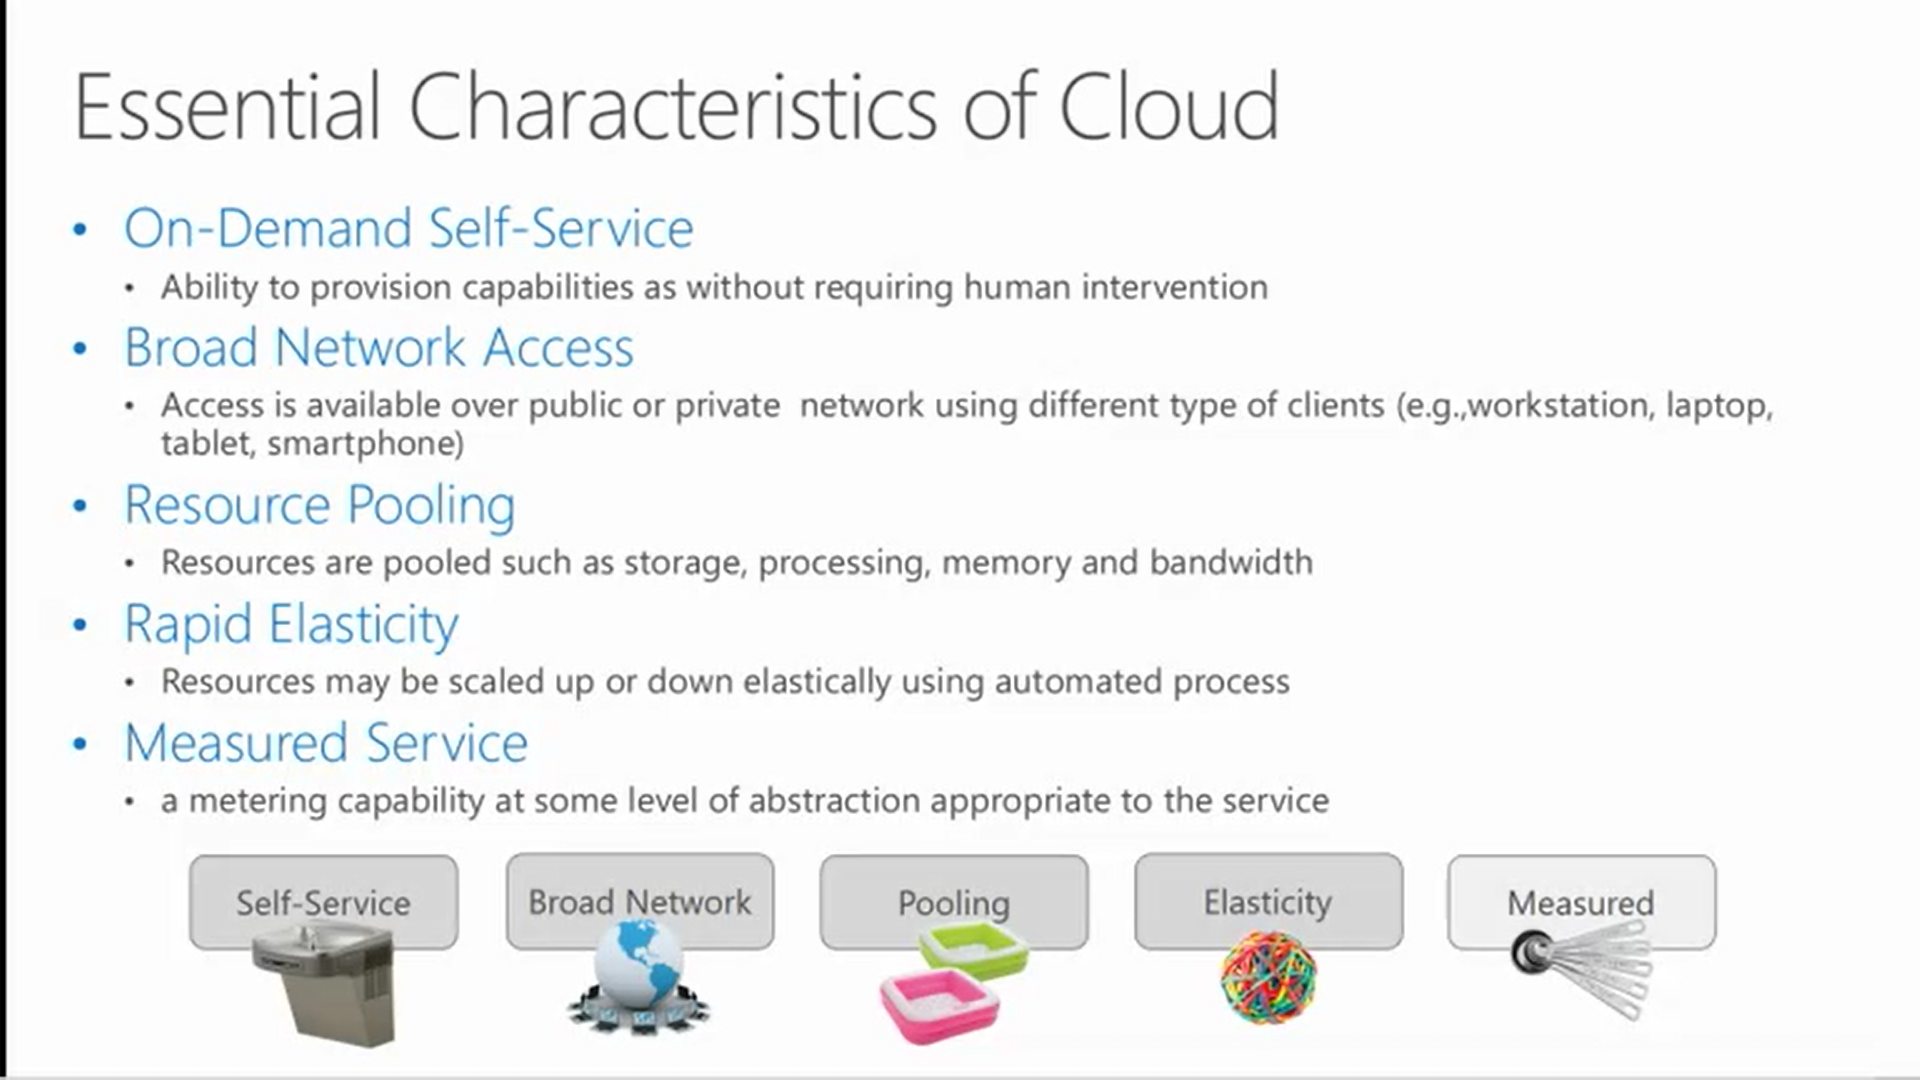 Essential Characteristics of Cloud
• On-Demand Self-Service
• Ability to provision capabilities as without requiring human intervention
• Broad Network Access
• Access is available over public or private  network using different type of clients (e.g.,workstation, laptop,
tablet, smartphone)
• Resource Pooling
• Resources are pooled such as storage, processing, memory and bandwidth
• Rapid Elasticity
• Resources may be scaled up or down elastically using automated process
• Measured Service
• a metering capability at some level of abstraction appropriate to the service
Self-Service
Broad Network
Pooling
Elasticity
Measured